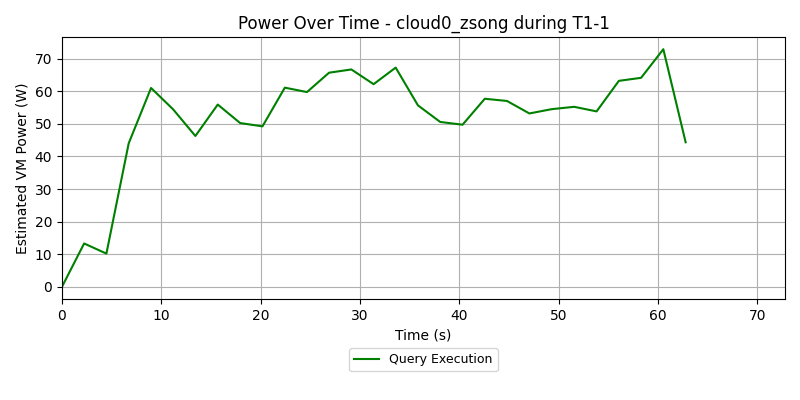 Power Over Time - cloud0_zsong during T1-1
Estimated VM Power (W)
70
60
50
40
30
20
10
0
0 10 20 30 40 50 60 70
Time (s)
Query Execution